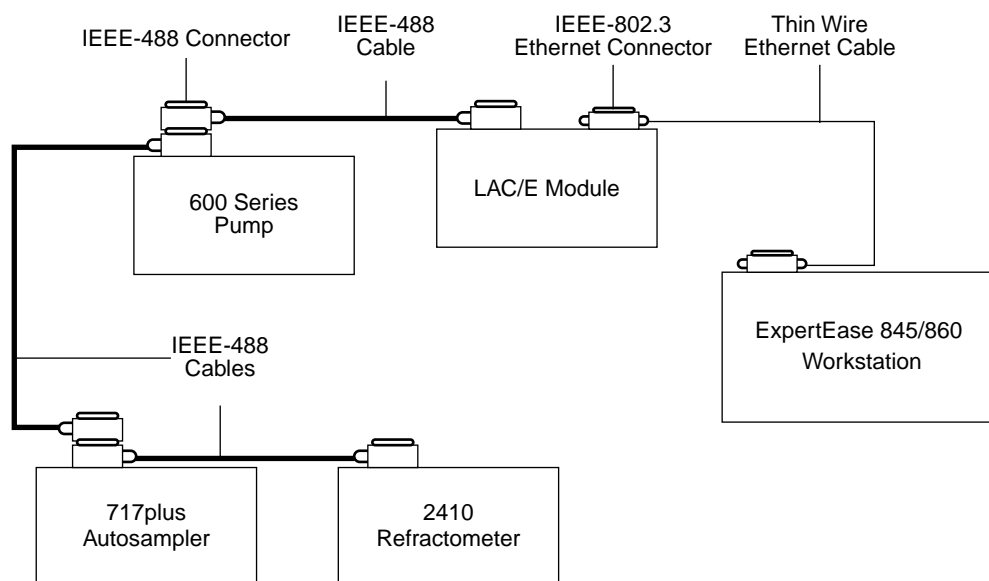 IEEE-488 Connector
IEEE-488
Cable
IEEE-802.3
Ethernet Connector
Thin Wire
Ethernet Cable
600 Series
Pump
LAC/E Module
ExpertEase 845/860
Workstation
IEEE-488
Cables
717plus
Autosampler
2410
Refractometer